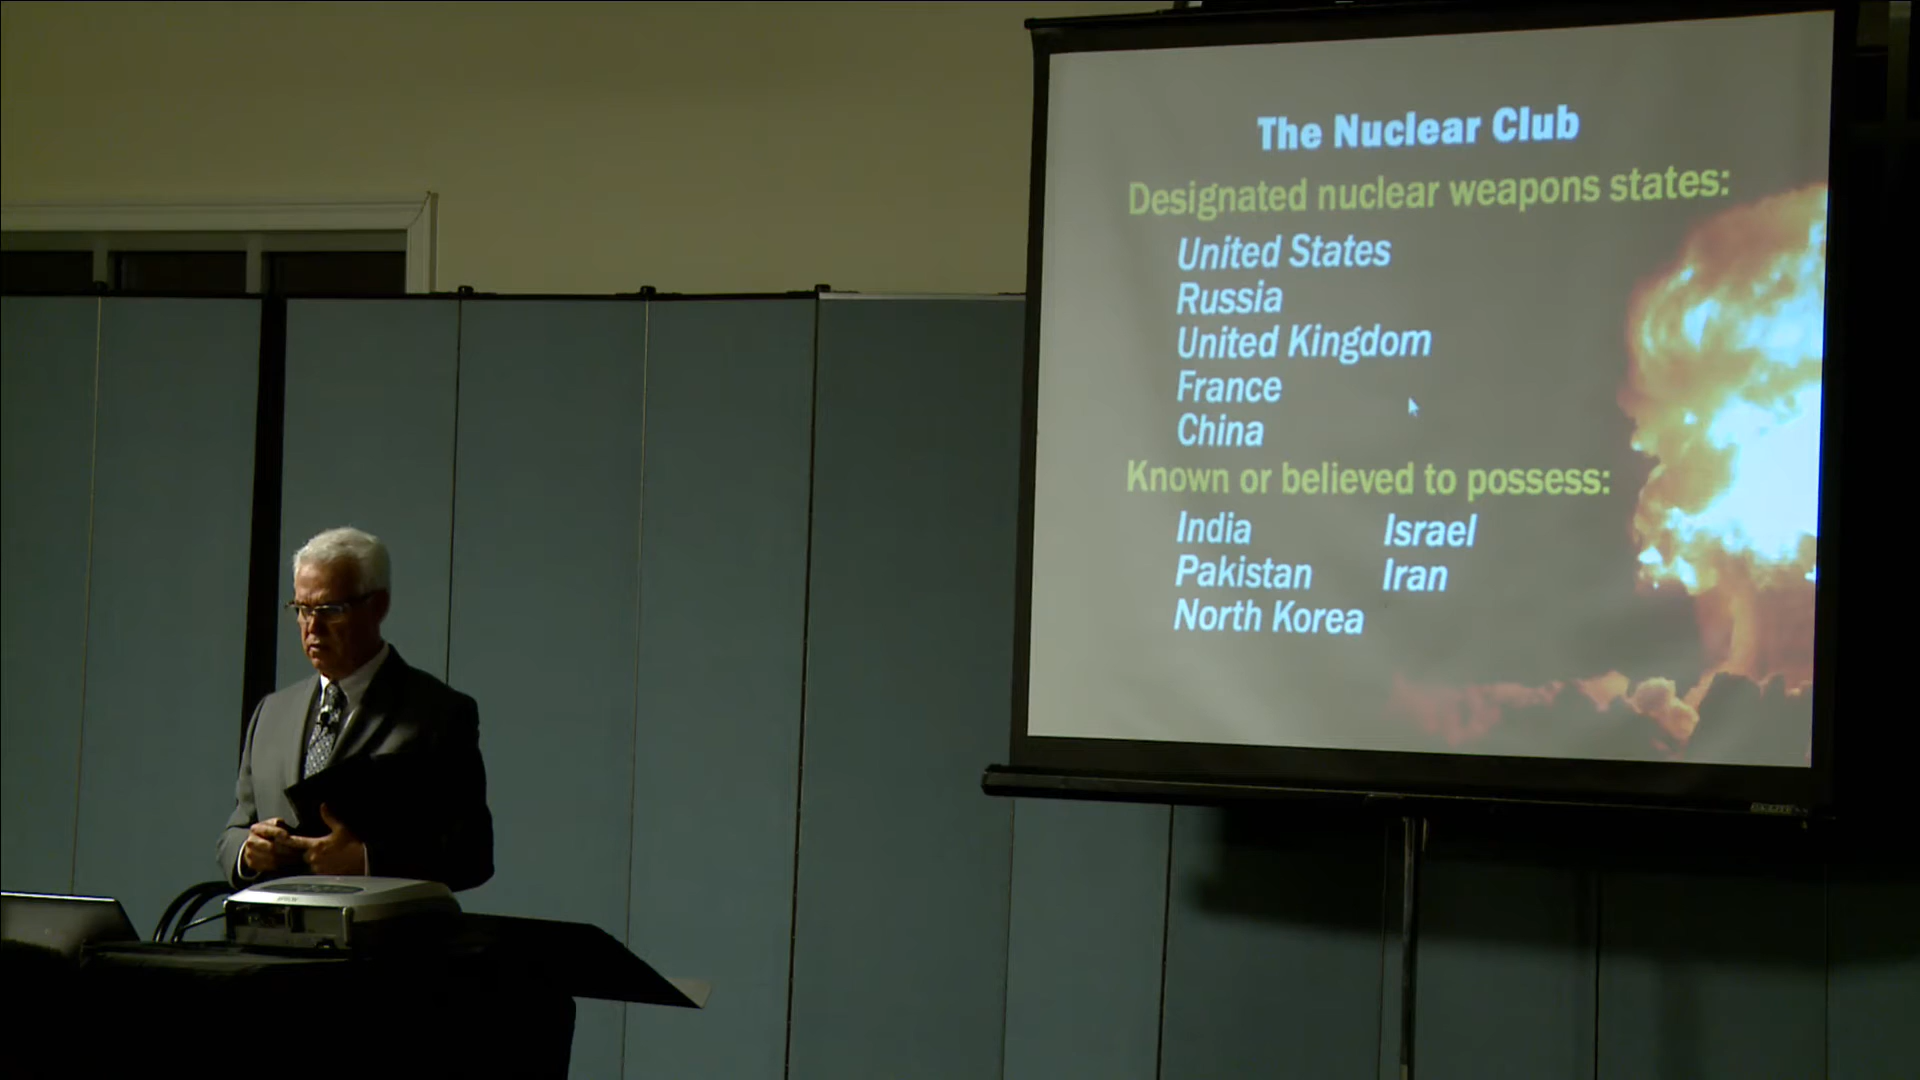 The Nuclear Club
Designated nuclear weapons states:
United States
Russia
United Kingdom
France
China
Known or believed to possess:
India Israel
Pakistan Iran
North Korea